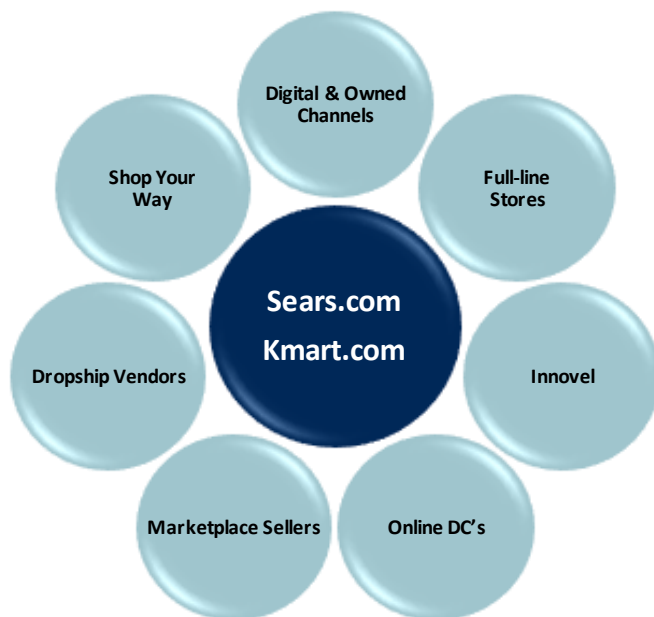 Digital & Owned
Channels
Shop Your
Way
Full-line
Stores
Sears.com
Kmart.com
Dropship Vendors
Innovel
Marketplace Sellers
Online DC’s